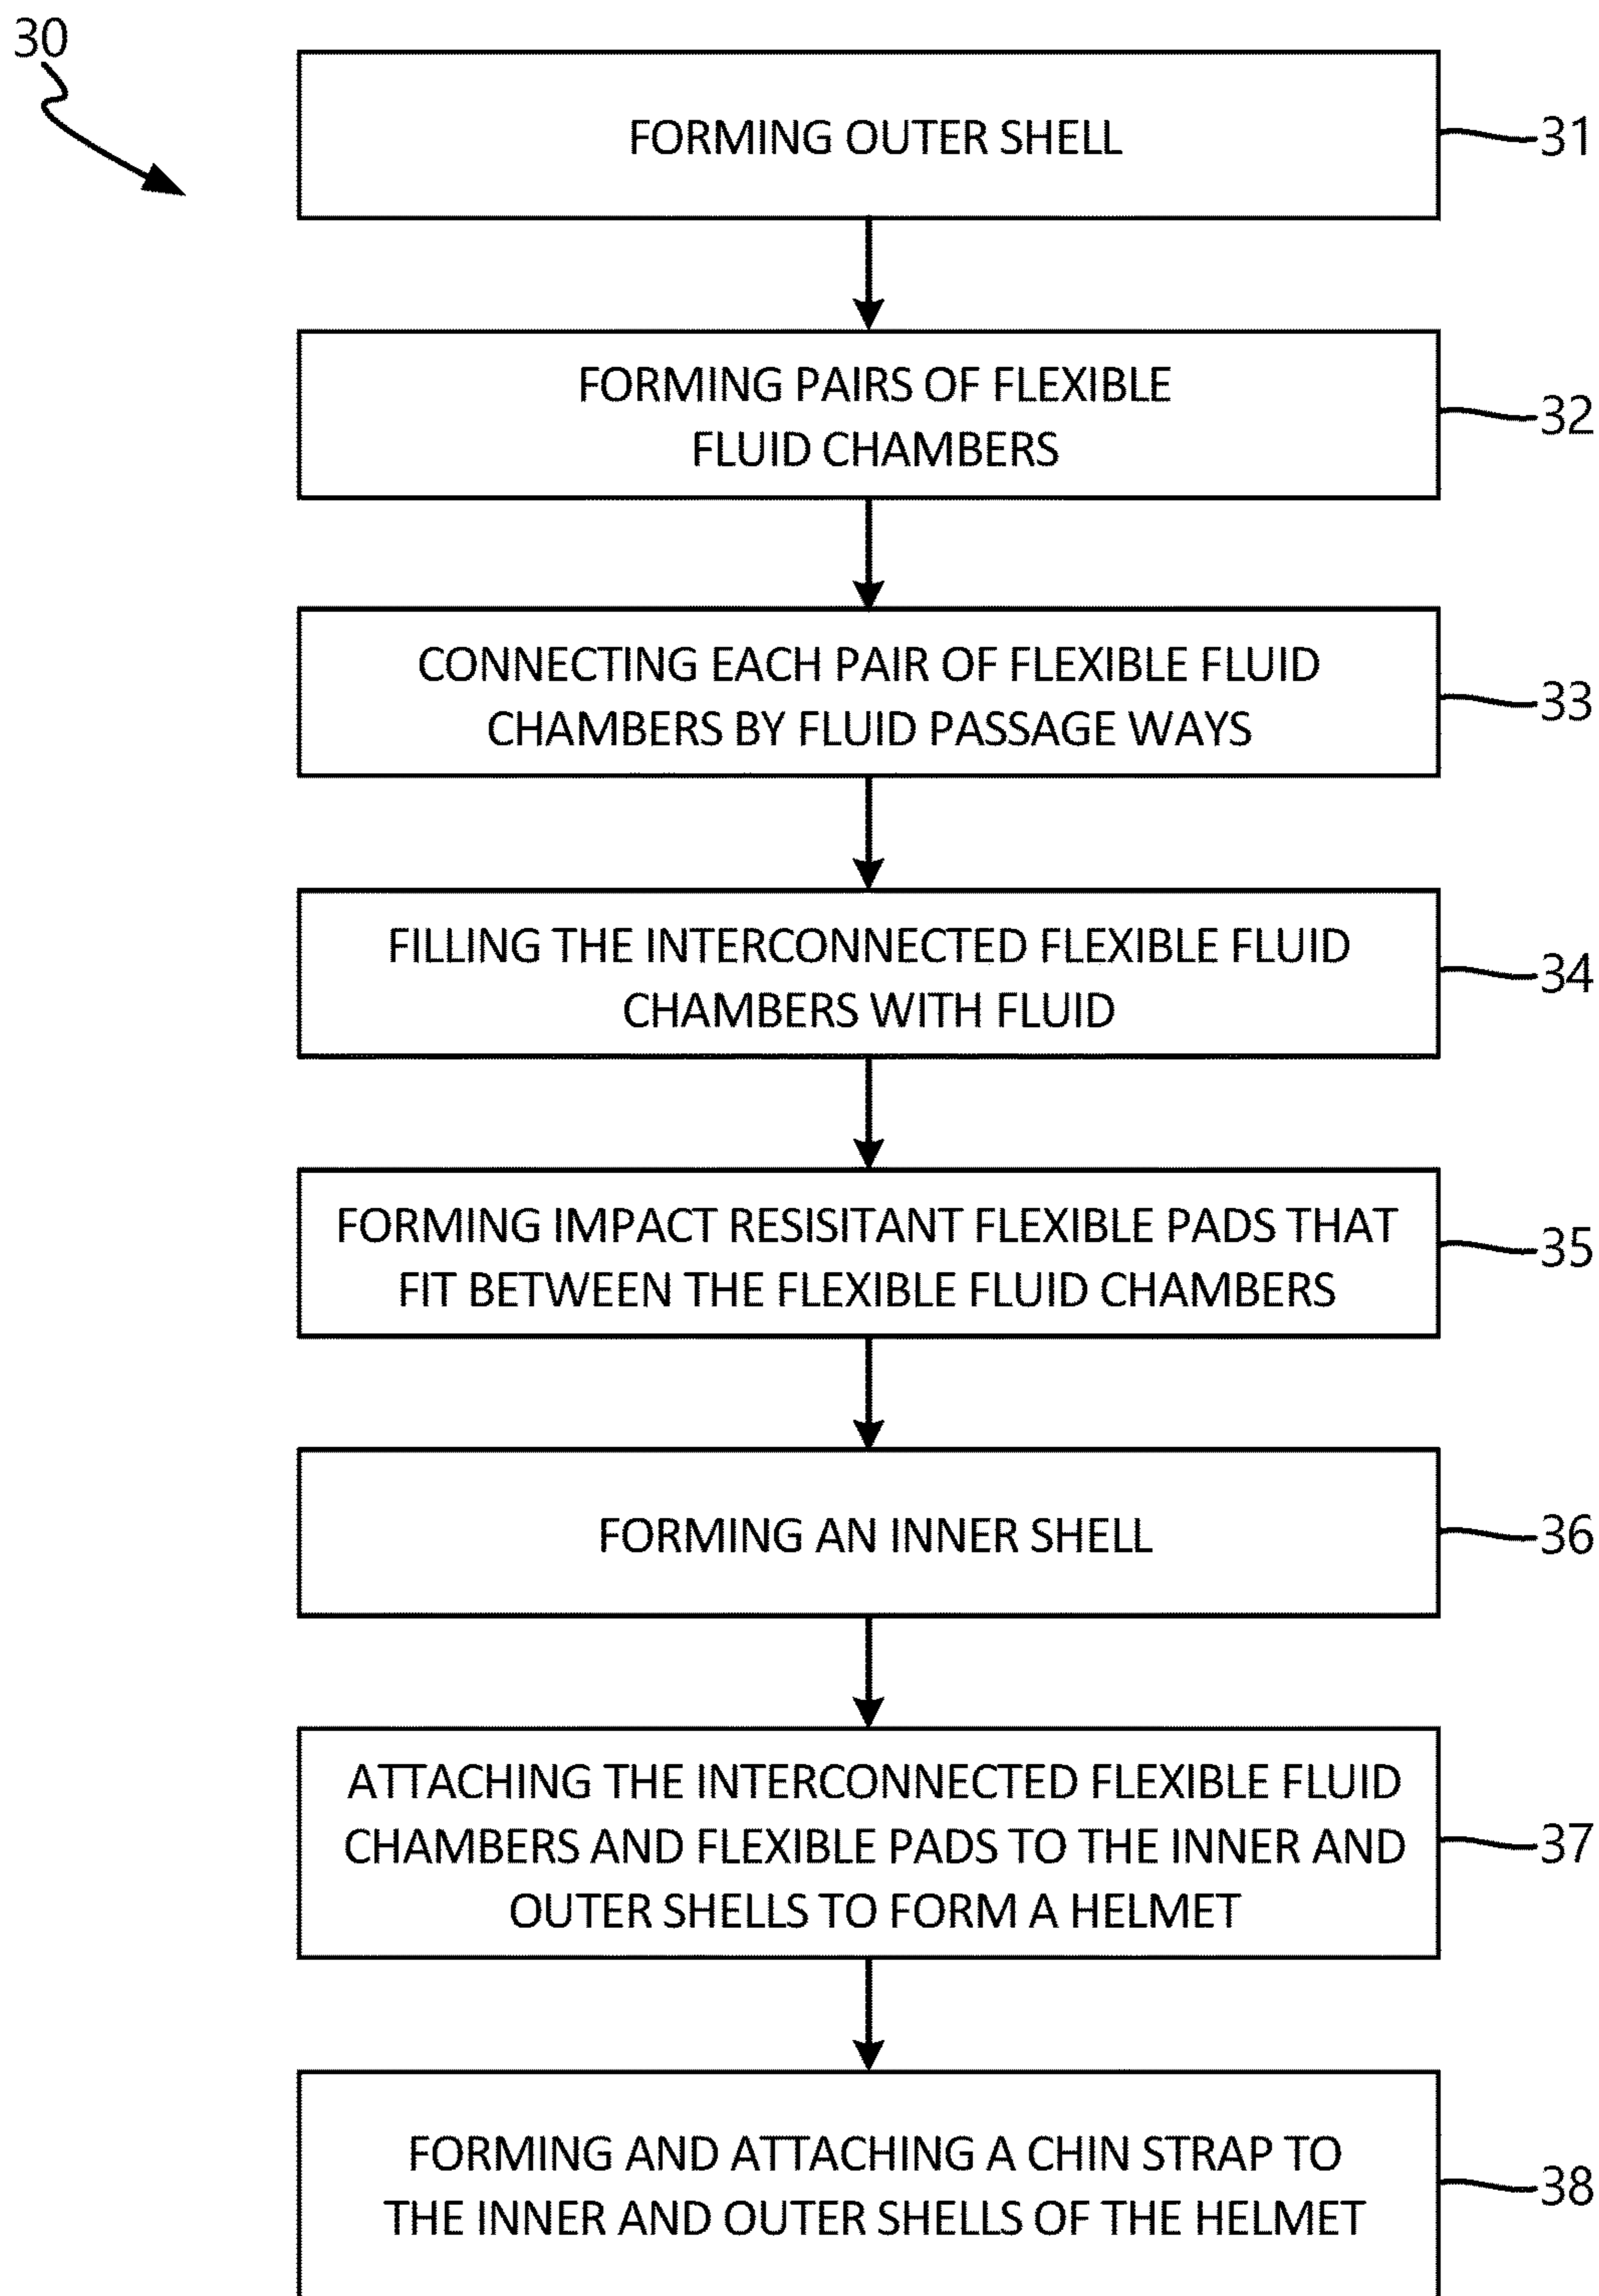 30
FORMING OUTER SHELL
31
FORMING PAIRS OF FLEXIBLE
FLUID CHAMBERS
32
CONNECTING EACH PAIR OF FLEXIBLE FLUID
CHAMBERS BY FLUID PASSAGE WAYS
33
FILLING THE INTERCONNECTED FLEXIBLE FLUID
CHAMBERS WITH FLUID
34
FORMING IMPACT RESISITANT FLEXIBLE PADS THAT
FIT BETWEEN THE FLEXIBLE FLUID CHAMBERS
35
FORMING AN INNER SHELL
36
ATTACHING THE INTERCONNECTED FLEXIBLE FLUID
CHAMBERS AND FLEXIBLE PADS TO THE INNER AND
OUTER SHELLS TO FORM A HELMET
37
FORMING AND ATTACHING A CHIN STRAP TO
THE INNER AND OUTER SHELLS OF THE HELMET
38